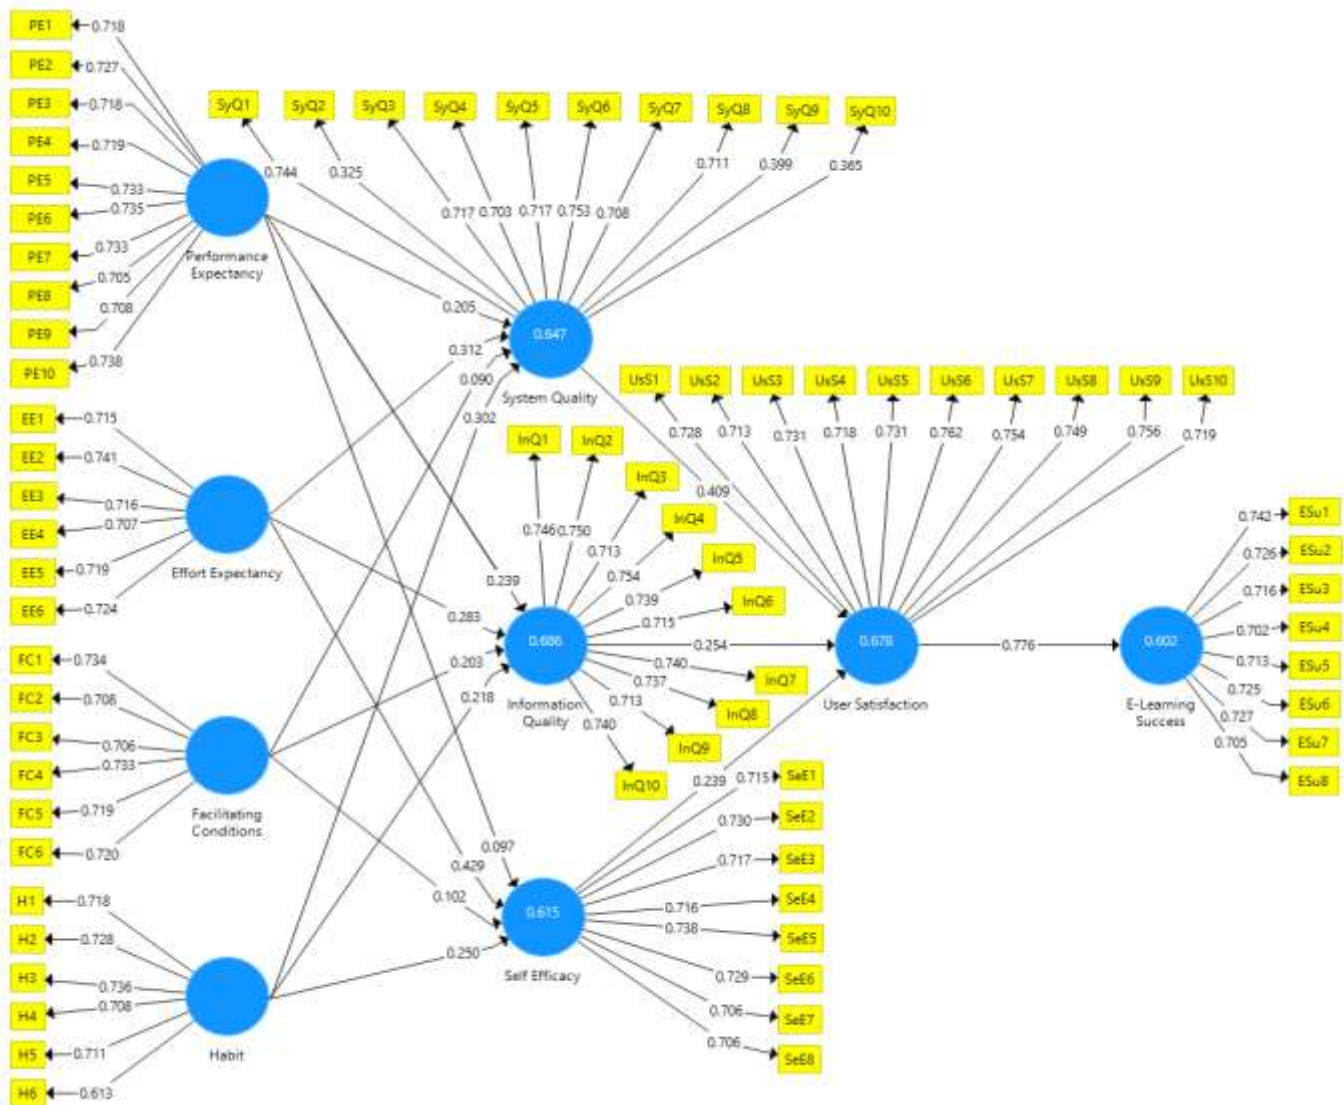 PE1
0.718
PE2
0.727
PE3
0.718
PE4
0.719
PE5
0.733
PE6
0.735
PE7
0.733
PE8
0.705
PE9
0.708
PE10
0.738
Performance
Expectancy
SyQ1
SyQ2
SyQ3
SyQ4
SyQ5
SyQ6
SyQ7
SyQ8
SyQ9
SyQ10
0.744
0.325
0.717
0.703
0.717
0.753
0.708
0.711
0.399
0.365
0.205
0.312
0.090
0.302
0.647
System Quality
EE1
0.715
EE2
0.741
EE3
0.716
EE4
0.707
EE5
0.719
EE6
0.724
Effort Expectancy
UsS1
UsS2
UsS3
UsS4
UsS5
UsS6
UsS7
UsS8
UsS9
UsS10
0.728
0.713
0.731
0.718
0.731
0.762
0.754
0.749
0.756
0.719
0.409
InQ1
InQ2
InQ3
InQ4
InQ5
InQ6
InQ7
InQ8
InQ9
InQ10
0.746
0.750
0.713
0.754
0.739
0.715
0.254
0.740
0.737
0.713
0.740
0.239
0.283
0.203
0.218
0.686
Information
Quality
0.678
User Satisfaction
0.776
0.602
E-Learning
Success
ESu1
0.742
ESu2
0.726
ESu3
0.716
ESu4
0.702
ESu5
0.713
ESu6
0.725
ESu7
0.727
ESu8
0.705
FC1
0.734
FC2
0.708
FC3
0.706
FC4
0.733
FC5
0.719
FC6
0.720
Facilitating
Conditions
0.097
0.429
0.102
0.250
0.615
Self Efficacy
0.239
SeE1
0.715
SeE2
0.730
SeE3
0.717
SeE4
0.716
SeE5
0.738
SeE6
0.729
SeE7
0.706
SeE8
0.706
H1
0.718
H2
0.728
H3
0.736
H4
0.708
H5
0.711
H6
0.613
Habit